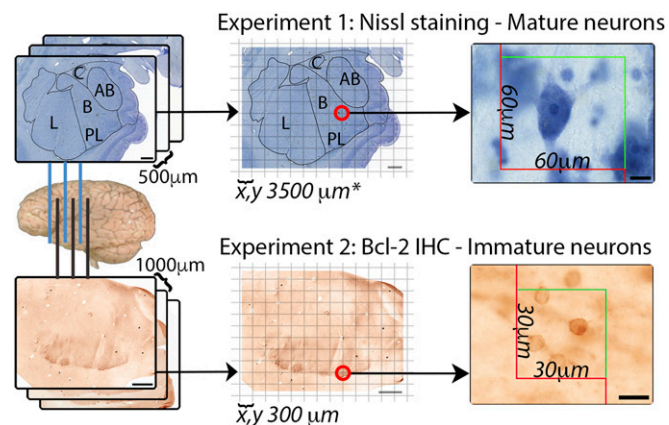 Experiment 1: Nissl staining - Mature neurons
C
AB
B
L
PL
500μm
C
AB
B
L
PL
x,y 3500 μm*
60μm
60μm
Experiment 2: Bcl-2 IHC - Immature neurons
1000μm
x,y 300 μm
30μm
30μm